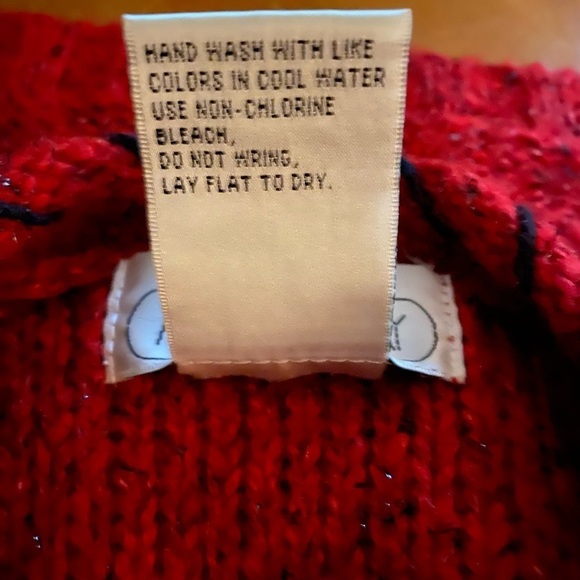 HAND WASH WITH LIKE
COLORS IN COOL WATER
USE NON-CHLORINE
BLEACH,
DO NOT WRING,
LAY FLAT TO DRY.